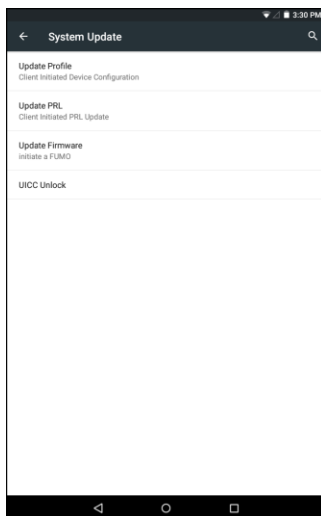 3:30 PM
System Update
Update Profile
Client Initiated Device Configuration
Update PRL
Client Initiated PRL Update
Update Firmware
initiate a FUMO
UICC Unlock